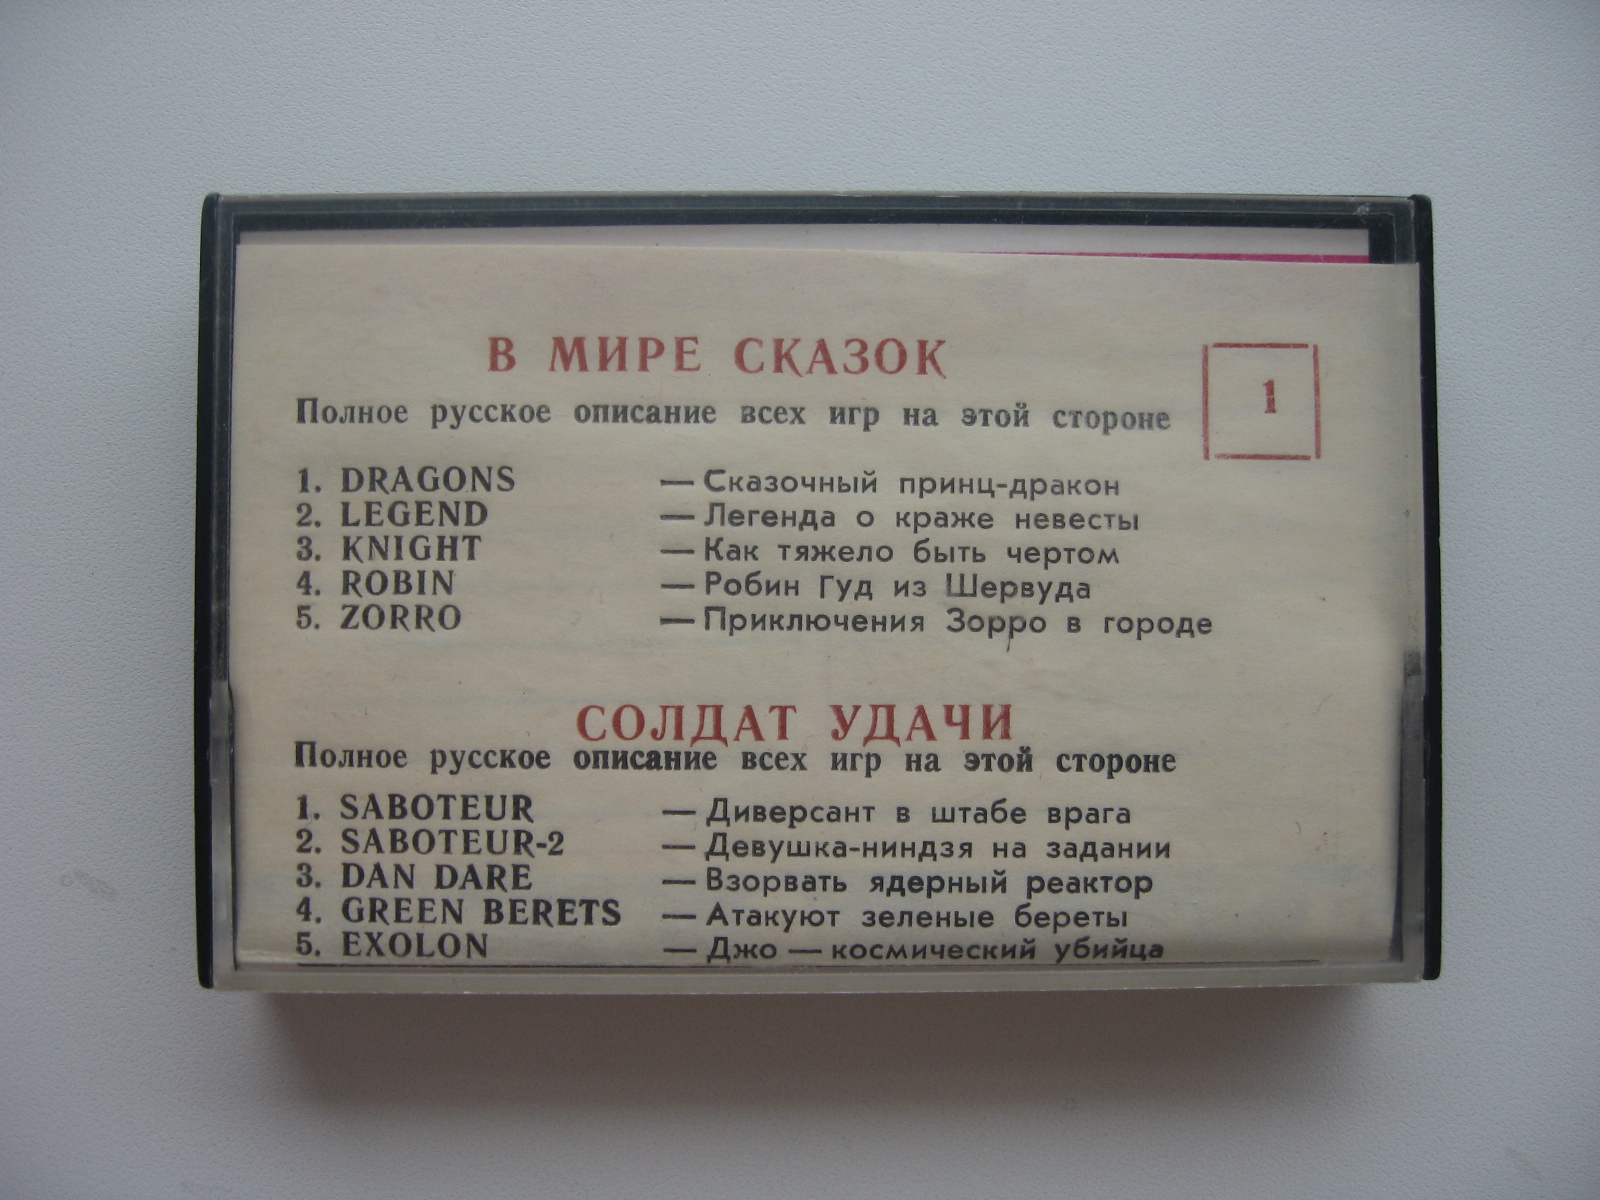 В МИРЕ СКАЗОК
1
Полное русское описание всех игр на этой стороне
1. DRAGONS — Сказочный принц-дракон
2. LEGEND — Легенда о краже невесты
3. KNIGHT — Как тяжело быть чертом
4. ROBIN — Робин Гуд из Шервуда
5. ZORRO — Приключения Зорро в городе
СОЛДАТ УДАЧИ
Полное русское описание всех игр на этой стороне
1. SABOTEUR — Диверсант в штабе врага
2. SABOTEUR-2 — Девушка-ниндзя на задании
3. DAN DARE — Взорвать ядерный реактор
4. GREEN BERETS — Атакуют зеленые береты
5. EXOLON — Джо — космический убийца